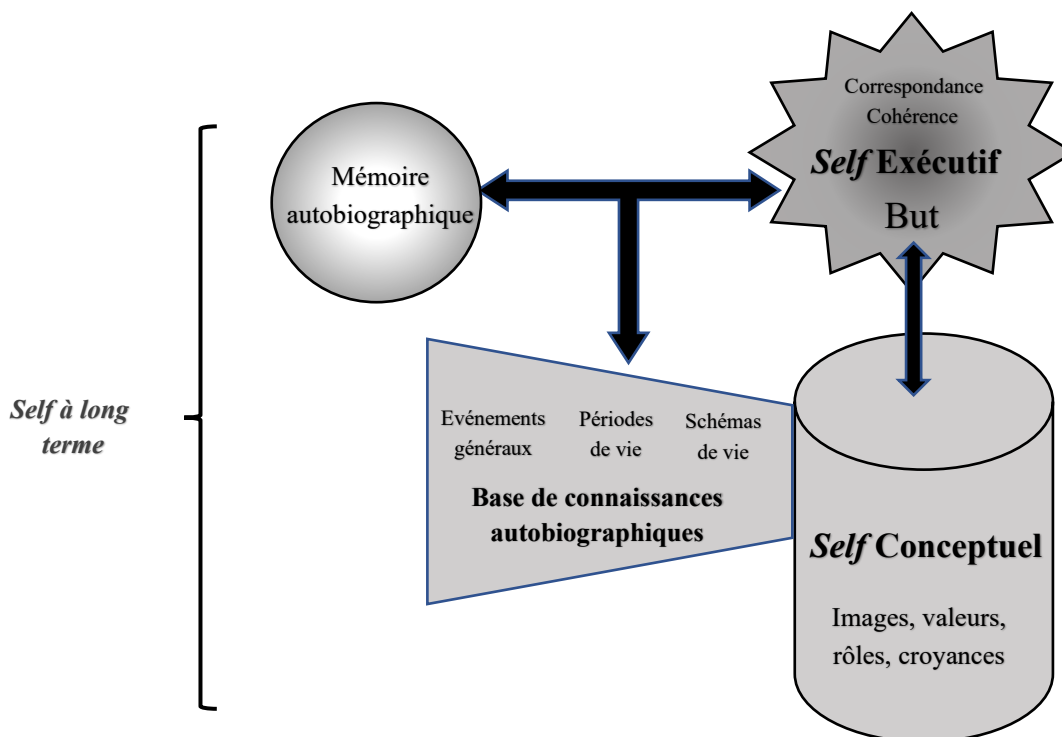 Correspondance
Cohérence
Self Exécutif
But
Mémoire
autobiographique
Self à long
terme
Evénements
généraux
Périodes
de vie
Schémas
de vie
Base de connaissances
autobiographiques
Self Conceptuel
Images, valeurs,
rôles, croyances